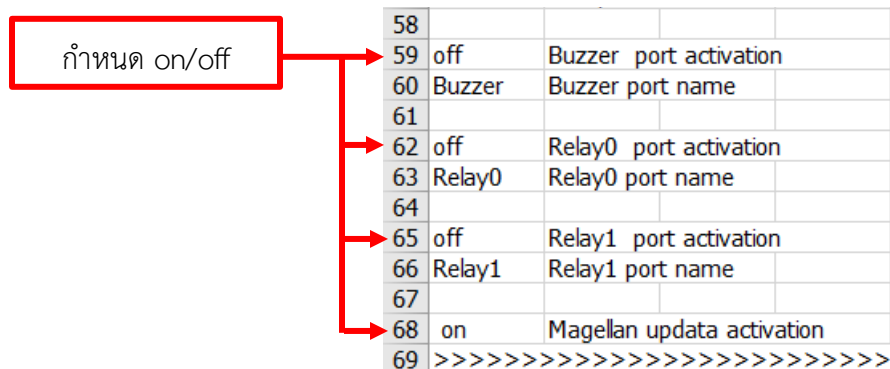 กำหนด on/off
58
59 off Buzzer  port activation
60 Buzzer Buzzer port name
61
62 off Relay0  port activation
63 Relay0 Relay0 port name
64
65 off Relay1  port activation
66 Relay1 Relay1 port name
67
68 on Magellan updata activation
69 >>>>>>>>>>>>>>>>>>>>>>>>>>>